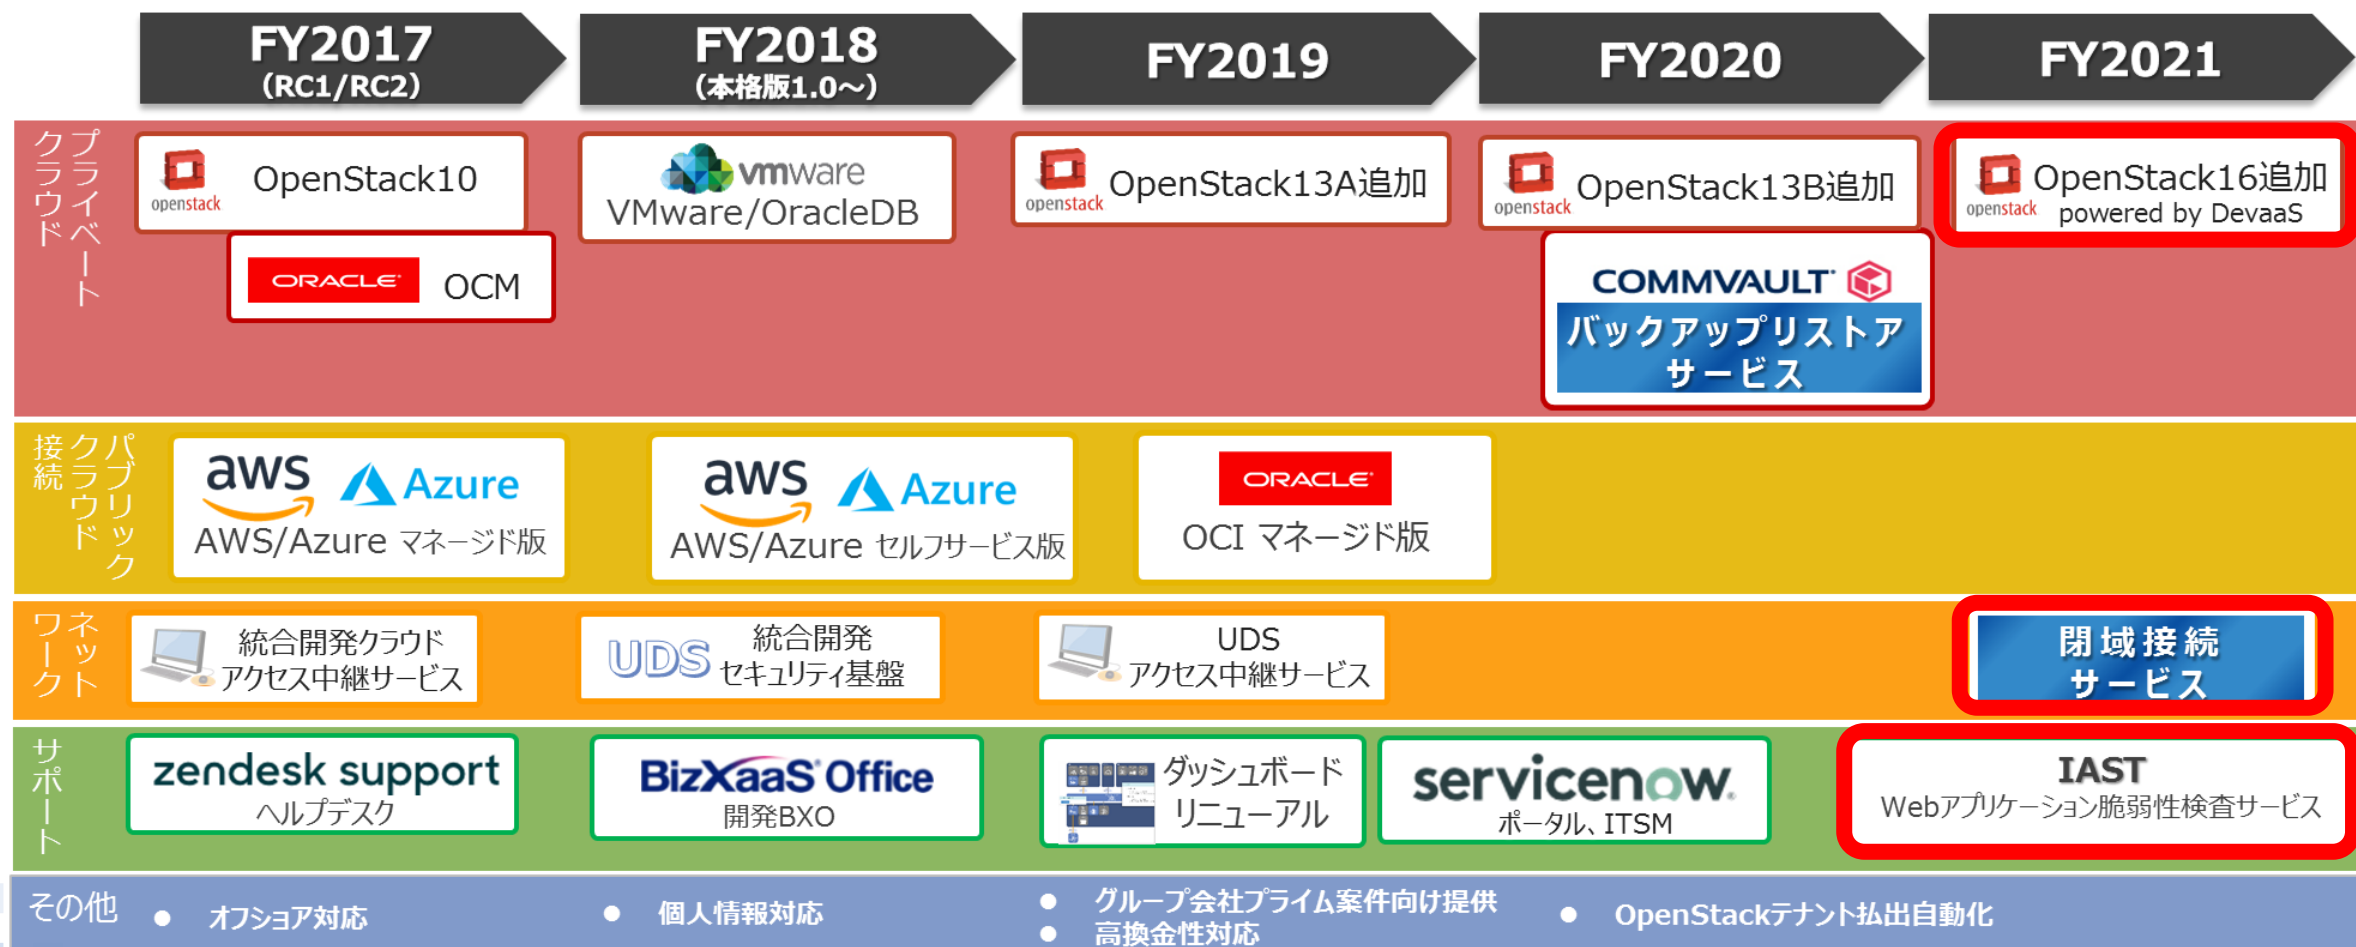 FY2017
(RC1/RC2)
FY2018
(本格版1.0～)
FY2019
FY2020
FY2021
プライベート
クラウド
openstack
OpenStack10
ORACLE
OCM
vmware
VMware/OracleDB
openstack
OpenStack13A追加
openstack
OpenStack13B追加
COMMVAULT
バックアップリストア
サービス
openstack
OpenStack16追加
powered by DevaaS
パブリック
クラウド
接続
aws
Azure
AWS/Azure マネージド版
aws
Azure
AWS/Azure セルフサービス版
ORACLE
OCI マネージド版
ネット
ワーク
統合開発クラウド
アクセス中継サービス
UDS
統合開発
セキュリティ基盤
UDS
アクセス中継サービス
閉域接続
サービス
サポート
zendesk support
ヘルプデスク
BizXaaS Office
開発BXO
ダッシュボード
リニューアル
servicenow
ポータル、ITSM
IAST
Webアプリケーション脆弱性検査サービス
その他
● オフショア対応
● 個人情報対応
● グループ会社プライム案件向け提供
● 高換金性対応
● OpenStackテナント払出自動化